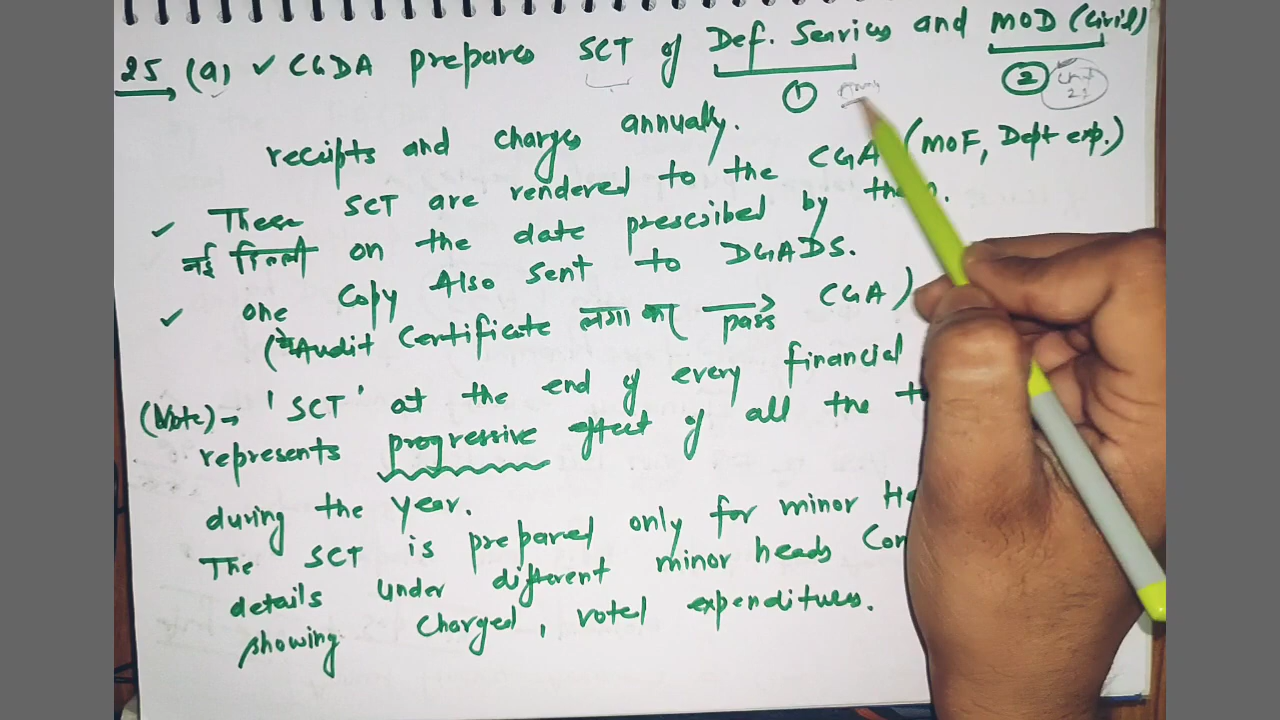 25 (a) ✓ CGDA prepares SCT of Def. Services and MOD (Civil)
① ②
receipts and charges annually.
✓ These SCT are rendered to the CGA (MOF, Dept exp.)
नई दिल्ली on the date prescribed by them.
✓ one Copy Also sent to DGADS.
(ये Audit Certificate लगा कर pass → CGA)
(Note) → 'SCT' at the end of every financial
represents progressive effect of all the
during the year.
The SCT is prepared only for minor
details under different minor heads
showing charged, voted expenditures.